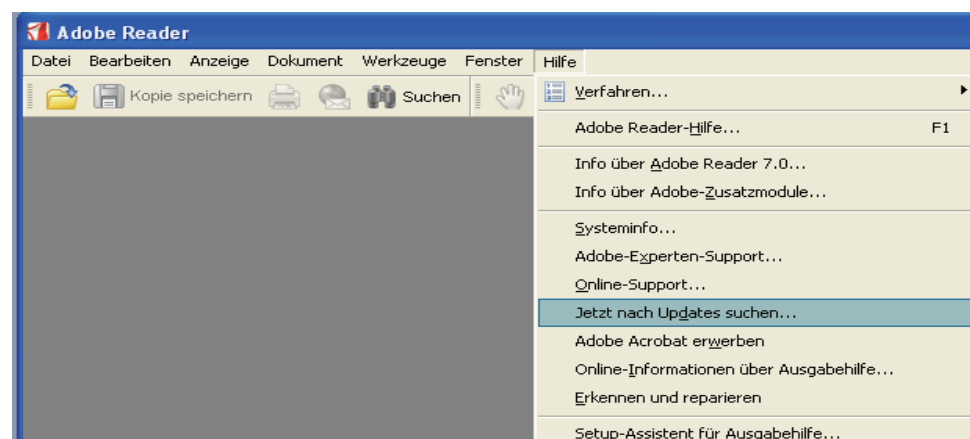 Adobe Reader
Datei Bearbeiten Anzeige Dokument Werkzeuge Fenster Hilfe
Kopie speichern Suchen
Verfahren...
Adobe Reader-Hilfe... F1
Info über Adobe Reader 7.0...
Info über Adobe-Zusatzmodule...
Systeminfo...
Adobe-Experten-Support...
Online-Support...
Jetzt nach Updates suchen...
Adobe Acrobat erwerben
Online-Informationen über Ausgabehilfe...
Erkennen und reparieren
Setup-Assistent für Ausgabehilfe...